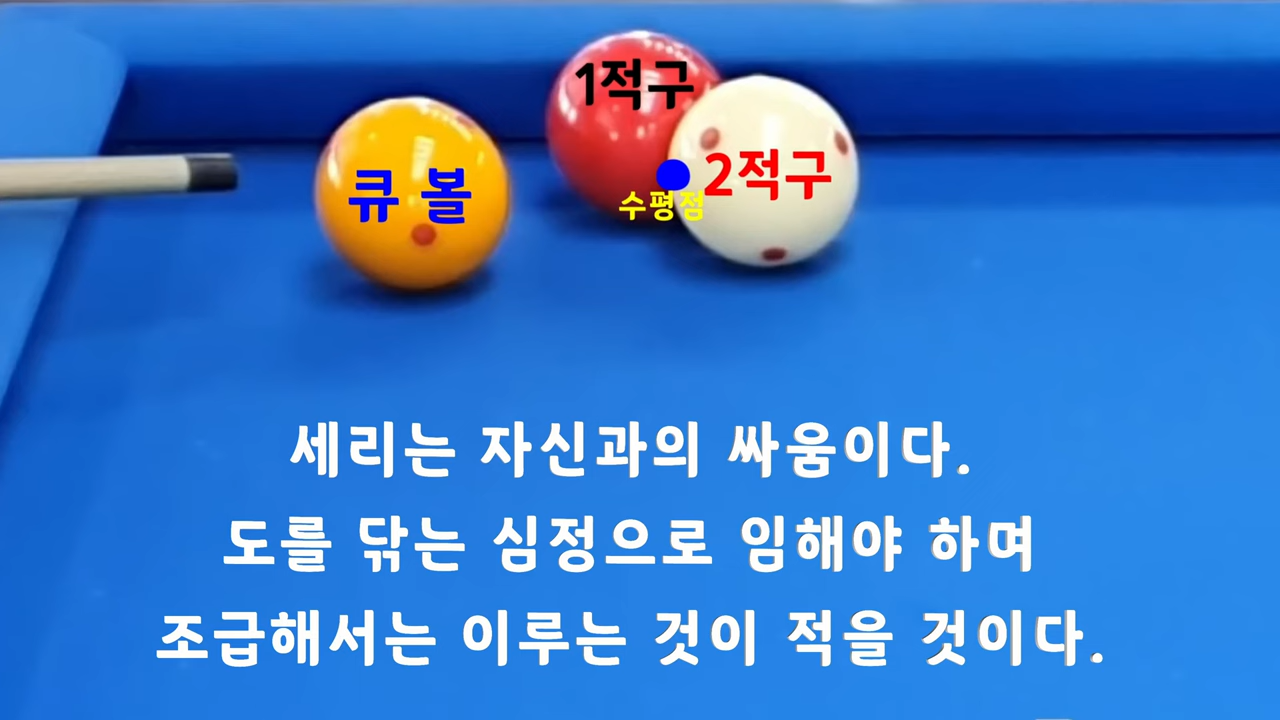 1적구
큐 볼
2적구
수평점
세리는 자신과의 싸움이다.
도를 닦는 심정으로 임해야 하며
조급해서는 이루는 것이 적을 것이다.